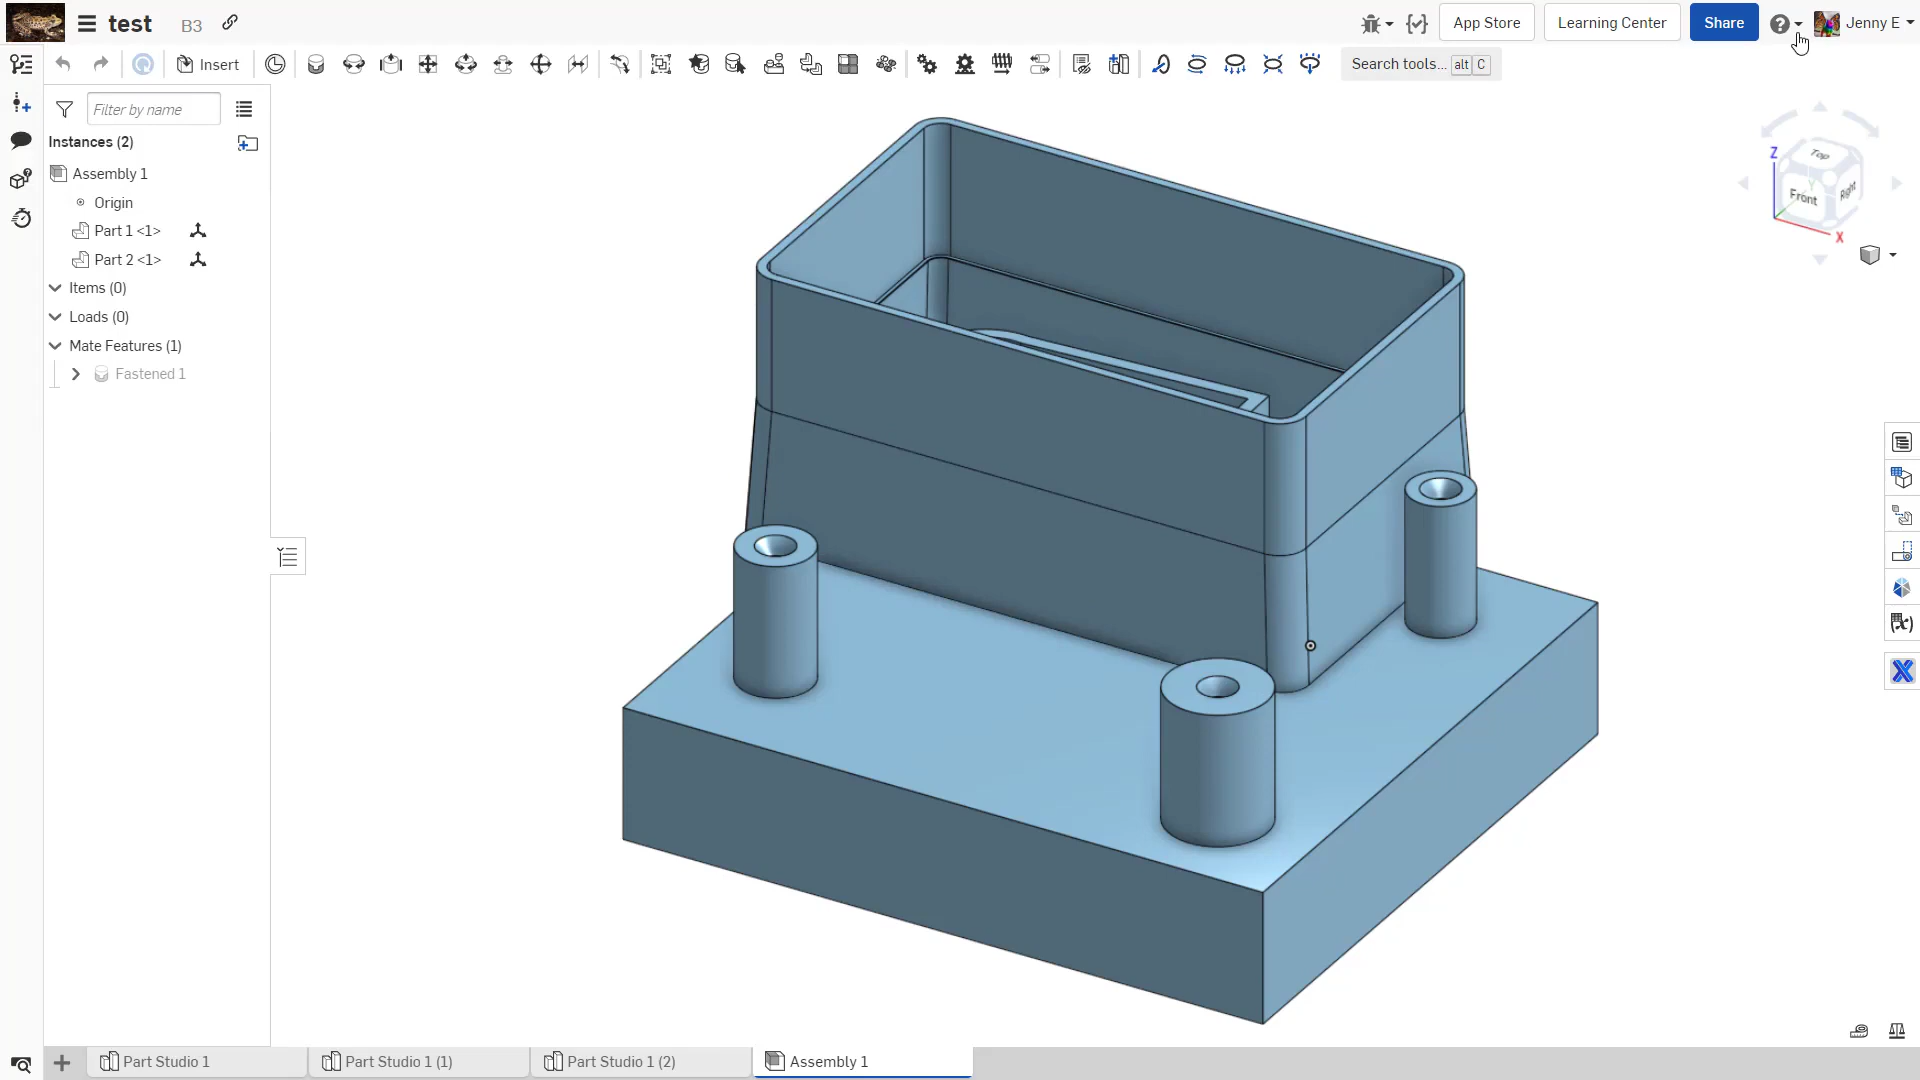 test B3
App Store
Learning Center
Share
Jenny E
Insert
Search tools... alt C
Filter by name
Instances (2)
Assembly 1
Origin
Part 1 <1>
Part 2 <1>
Items (0)
Loads (0)
Mate Features (1)
Fastened 1
Top
Front
Right
Z
Y
X
Part Studio 1
Part Studio 1 (1)
Part Studio 1 (2)
Assembly 1